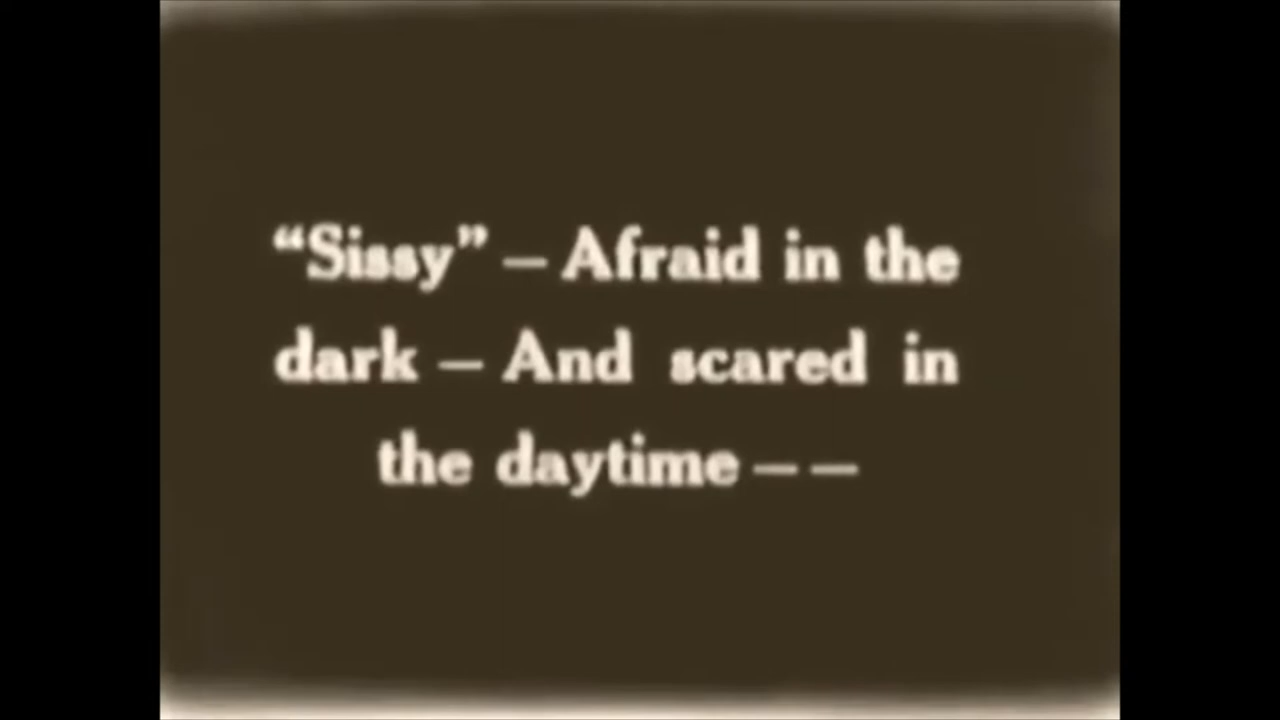 “Sissy” – Afraid in the
dark – And scared in
the daytime – –